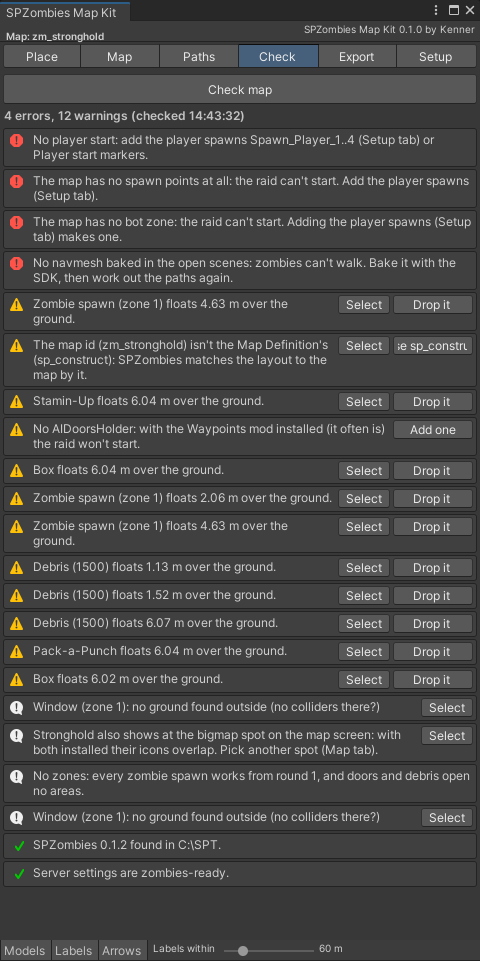 SPZombies Map Kit
Map: zm_stronghold
SPZombies Map Kit 0.1.0 by Kenner
Place
Map
Paths
Check
Export
Setup
Check map
4 errors, 12 warnings (checked 14:43:32)
No player start: add the player spawns Spawn_Player_1..4 (Setup tab) or
Player start markers.
The map has no spawn points at all: the raid can't start. Add the player spawns
(Setup tab).
The map has no bot zone: the raid can't start. Adding the player spawns (Setup
tab) makes one.
No navmesh baked in the open scenes: zombies can't walk. Bake it with the
SDK, then work out the paths again.
Zombie spawn (zone 1) floats 4.63 m over the
ground.
Select
Drop it
The map id (zm_stronghold) isn't the Map Definition's
(sp_construct): SPZombies matches the layout to the
map by it.
Select
se sp_constru
Stamin-Up floats 6.04 m over the ground.
Select
Drop it
No AIDoorsHolder: with the Waypoints mod installed (it often is)
the raid won't start.
Add one
Box floats 6.04 m over the ground.
Select
Drop it
Zombie spawn (zone 1) floats 2.06 m over the ground.
Select
Drop it
Zombie spawn (zone 1) floats 4.63 m over the
ground.
Select
Drop it
Debris (1500) floats 1.13 m over the ground.
Select
Drop it
Debris (1500) floats 1.52 m over the ground.
Select
Drop it
Debris (1500) floats 6.07 m over the ground.
Select
Drop it
Pack-a-Punch floats 6.04 m over the ground.
Select
Drop it
Box floats 6.02 m over the ground.
Select
Drop it
Window (zone 1): no ground found outside (no colliders there?)
Select
Stronghold also shows at the bigmap spot on the map screen: with
both installed their icons overlap. Pick another spot (Map tab).
Select
No zones: every zombie spawn works from round 1, and doors and debris open
no areas.
Window (zone 1): no ground found outside (no colliders there?)
Select
SPZombies 0.1.2 found in C:\SPT.
Server settings are zombies-ready.
Models
Labels
Arrows
Labels within
60 m